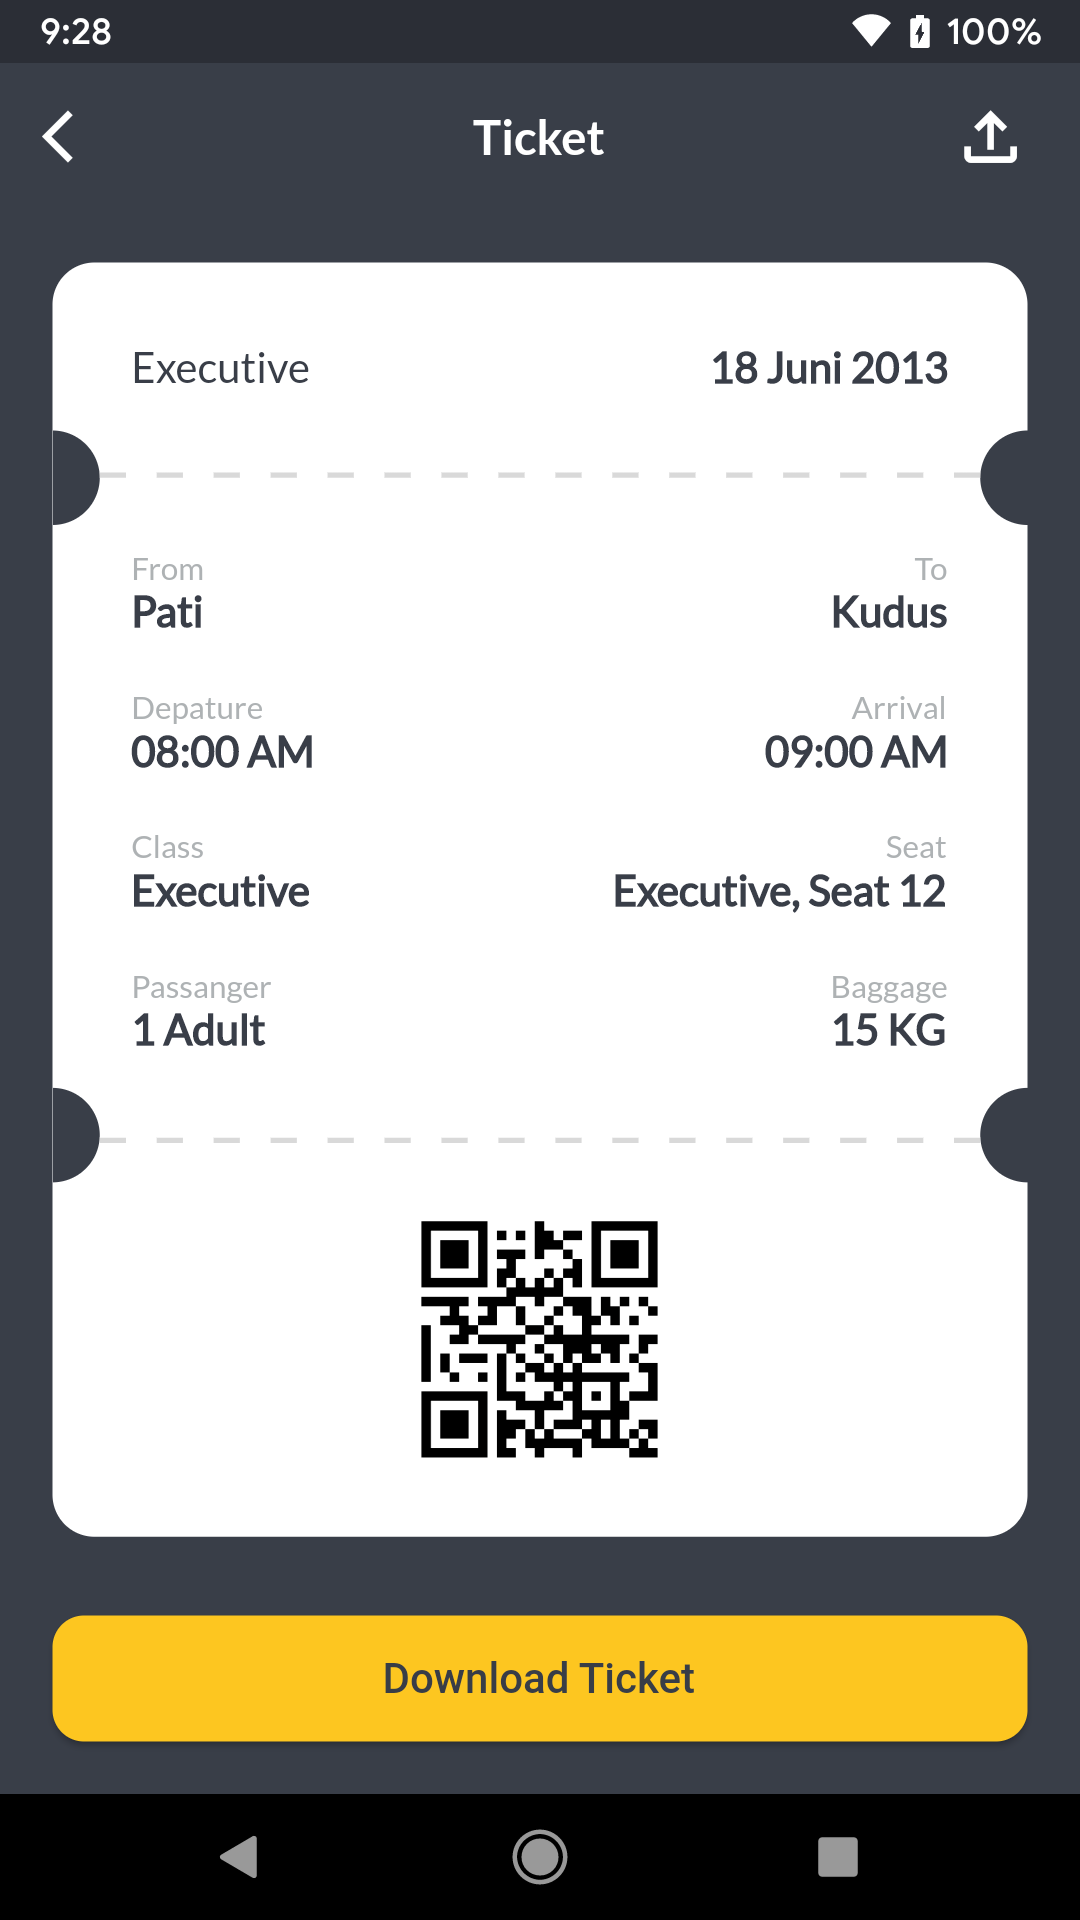 9:28 100%
Ticket
Executive 18 Juni 2013
From To
Pati Kudus
Depature Arrival
08:00 AM 09:00 AM
Class Seat
Executive Executive, Seat 12
Passanger Baggage
1 Adult 15 KG
Download Ticket